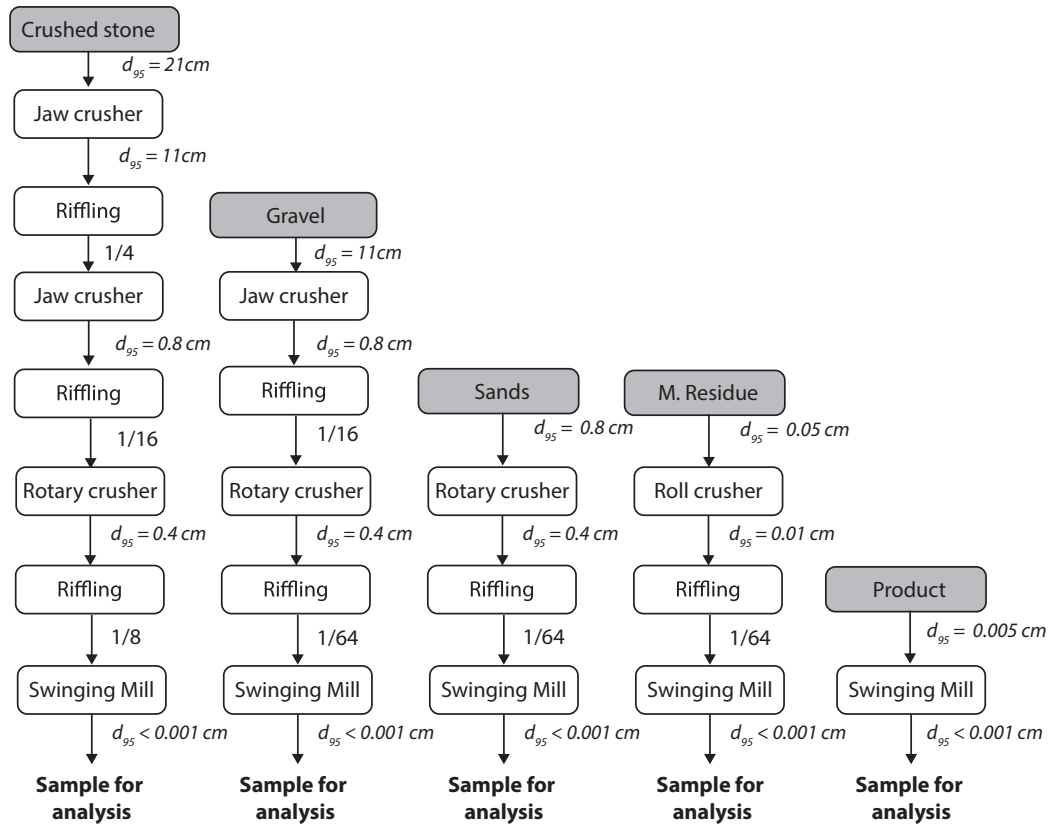 Crushed stone
d95 = 21cm
Jaw crusher
d95 = 11cm
Riffling
1/4
Jaw crusher
d95 = 0.8 cm
Riffling
1/16
Rotary crusher
d95 = 0.4 cm
Riffling
1/8
Swinging Mill
d95 < 0.001 cm
Sample for
analysis
Gravel
d95 = 11cm
Jaw crusher
d95 = 0.8 cm
Riffling
1/16
Rotary crusher
d95 = 0.4 cm
Riffling
1/64
Swinging Mill
d95 < 0.001 cm
Sample for
analysis
Sands
d95 = 0.8 cm
Rotary crusher
d95 = 0.4 cm
Riffling
1/64
Swinging Mill
d95 < 0.001 cm
Sample for
analysis
M. Residue
d95 = 0.05 cm
Roll crusher
d95 = 0.01 cm
Riffling
1/64
Swinging Mill
d95 < 0.001 cm
Sample for
analysis
Product
d95 = 0.005 cm
Swinging Mill
d95 < 0.001 cm
Sample for
analysis